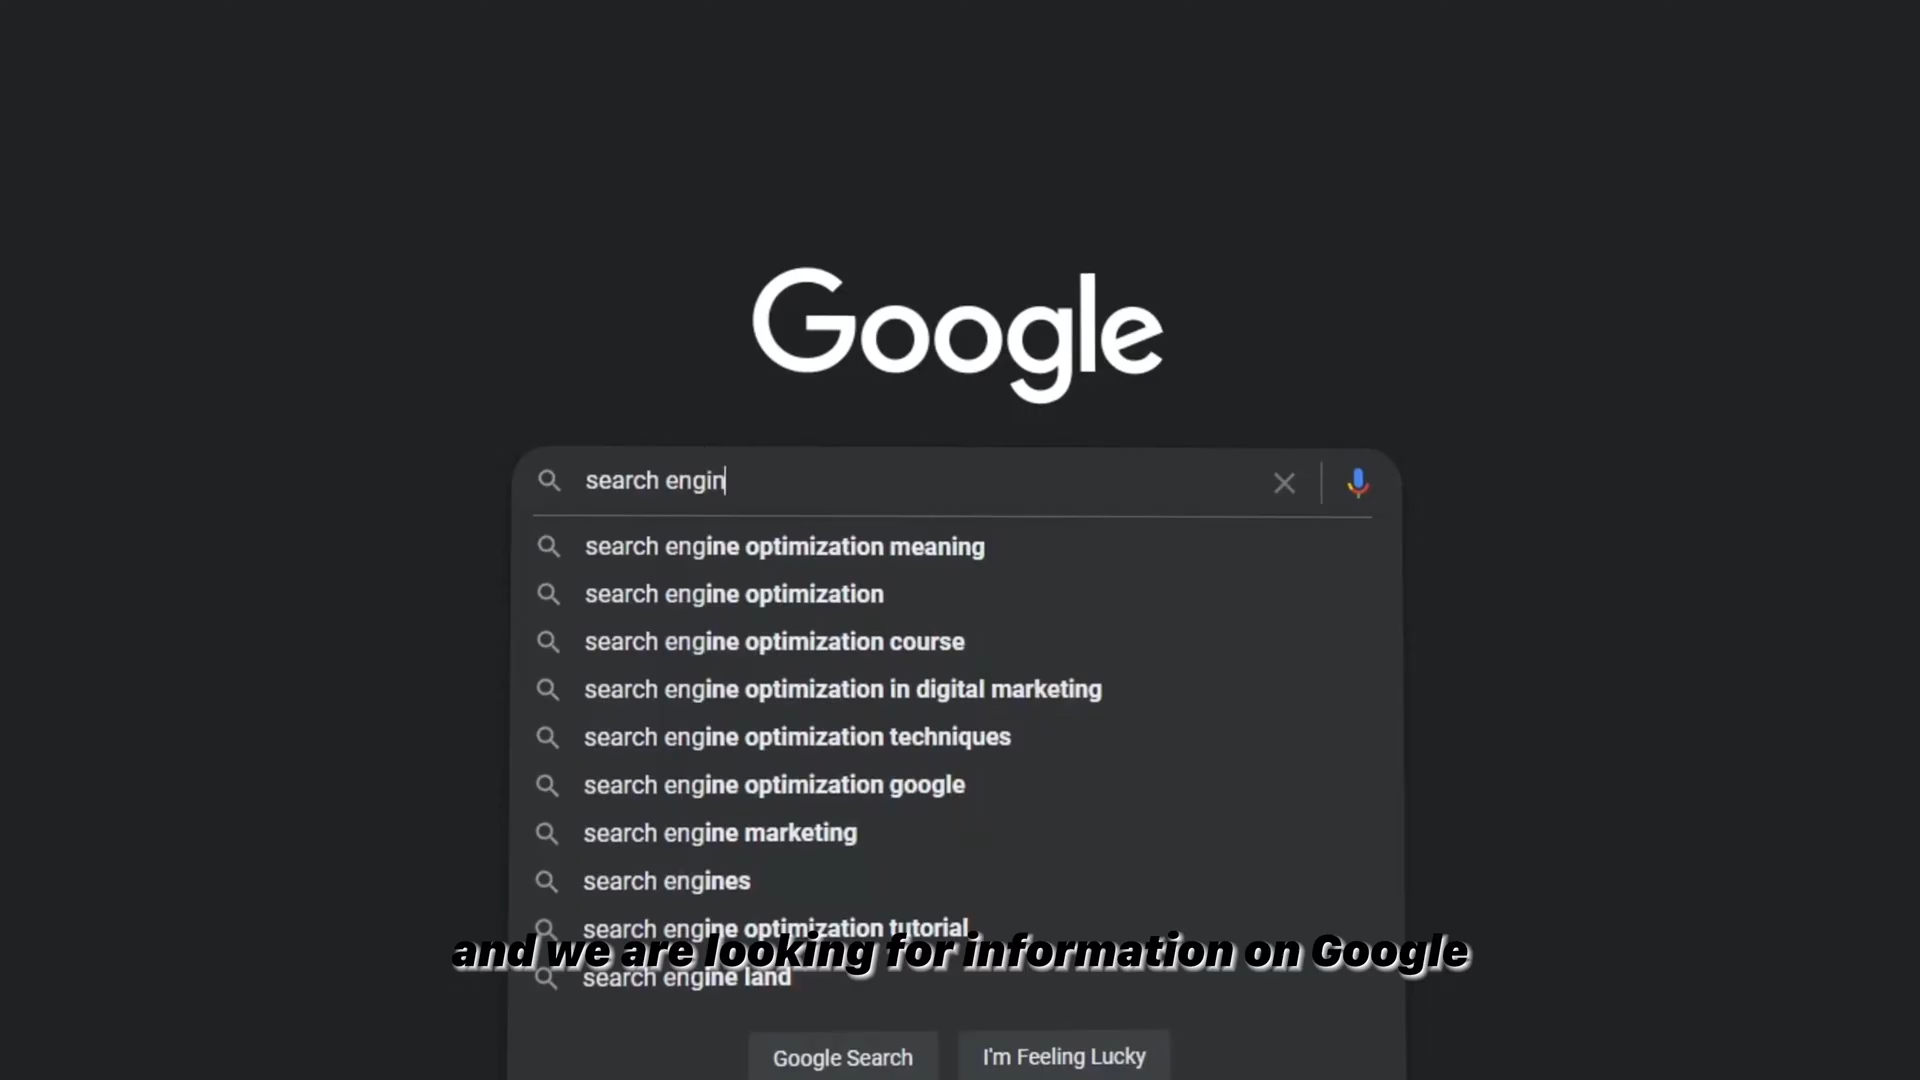 Google
search engin
search engine optimization meaning
search engine optimization
search engine optimization course
search engine optimization in digital marketing
search engine optimization techniques
search engine optimization google
search engine marketing
search engines
search engine optimization tutorial
and we are looking for information on Google
search engine land
Google Search
I'm Feeling Lucky